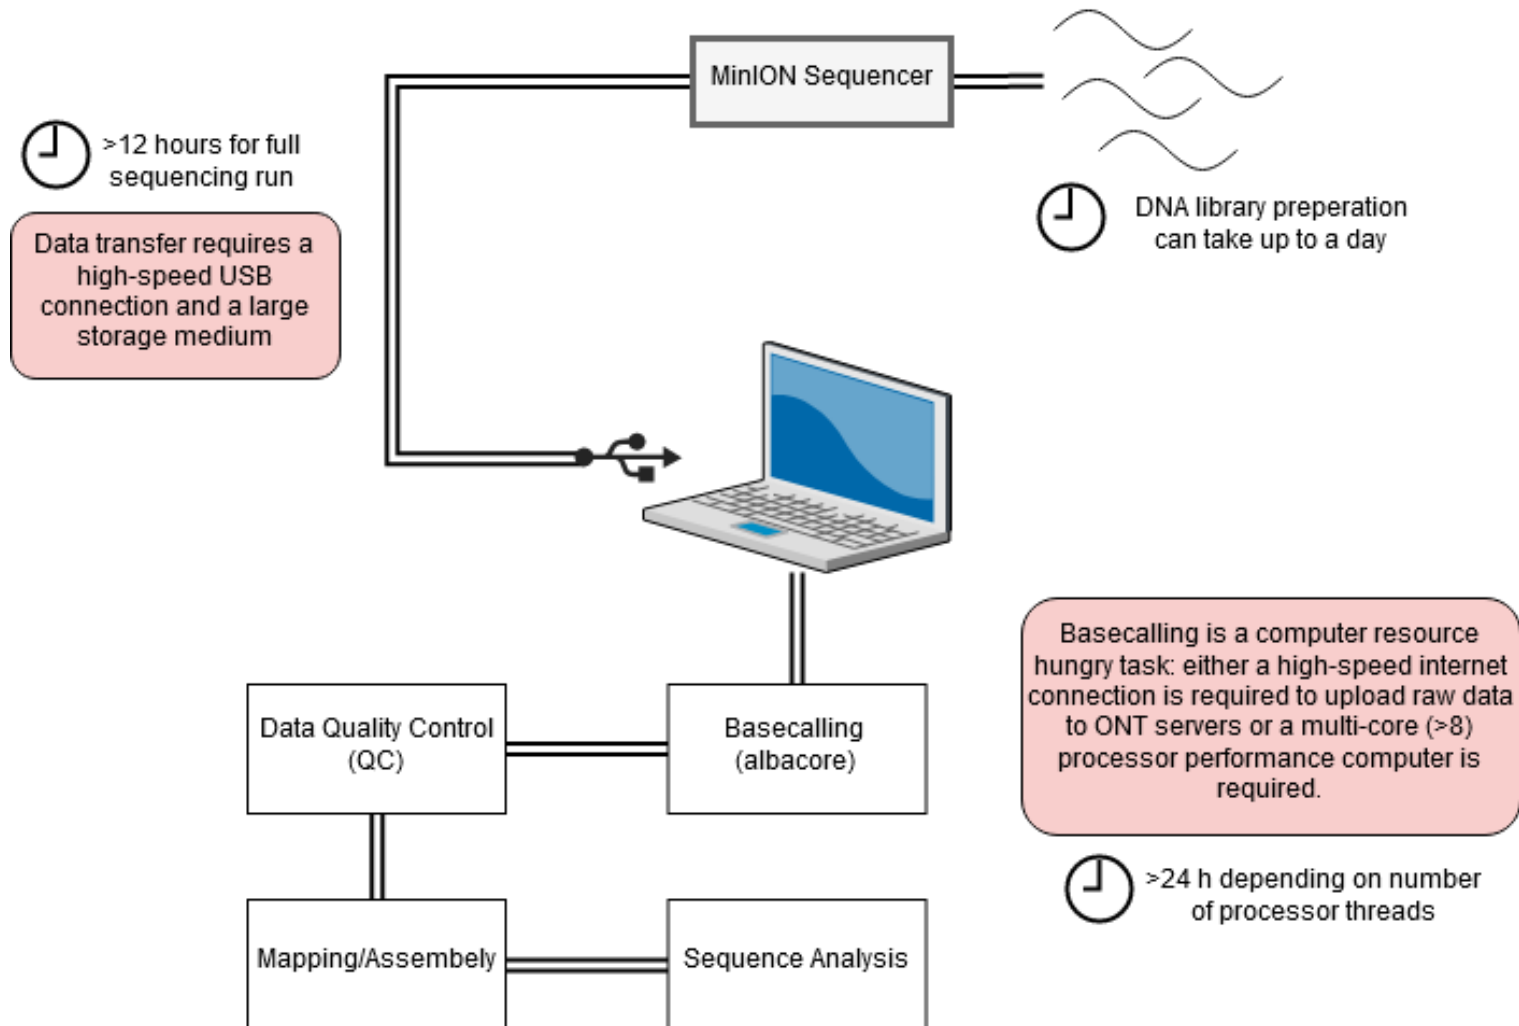 MinION Sequencer
>12 hours for full
sequencing run
DNA library preperation
can take up to a day
Data transfer requires a
high-speed USB
connection and a large
storage medium
Basecalling is a computer resource
hungry task: either a high-speed internet
connection is required to upload raw data
to ONT servers or a multi-core (>8)
processor performance computer is
required.
Data Quality Control
(QC)
Basecalling
(albacore)
>24 h depending on number
of processor threads
Mapping/Assembely
Sequence Analysis